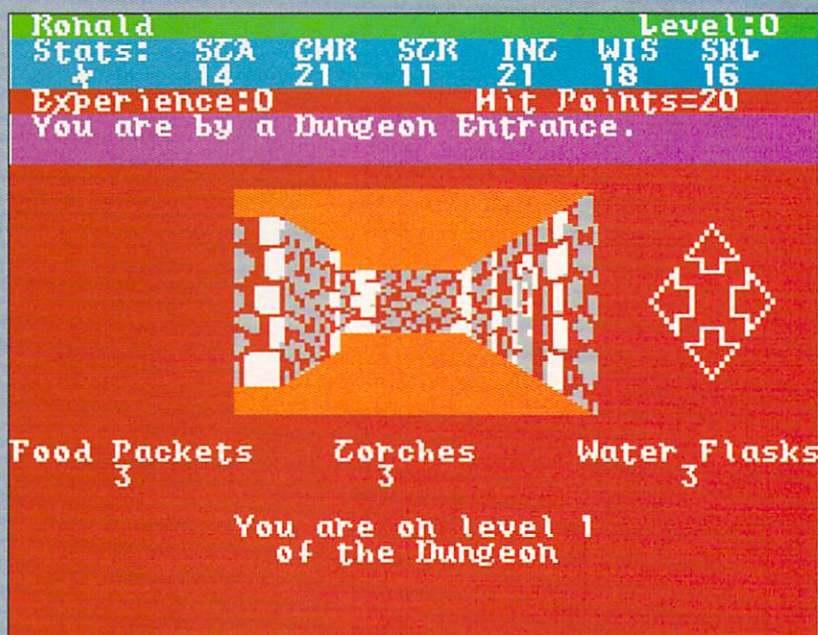 Ronald Level:0
Stats: STA CHR STR INT WIS SKL
14 21 11 21 18 16
Experience:0 Hit Points=20
You are by a Dungeon Entrance.
Food Packets Torches Water Flasks
3 3 3
You are on level 1
of the Dungeon